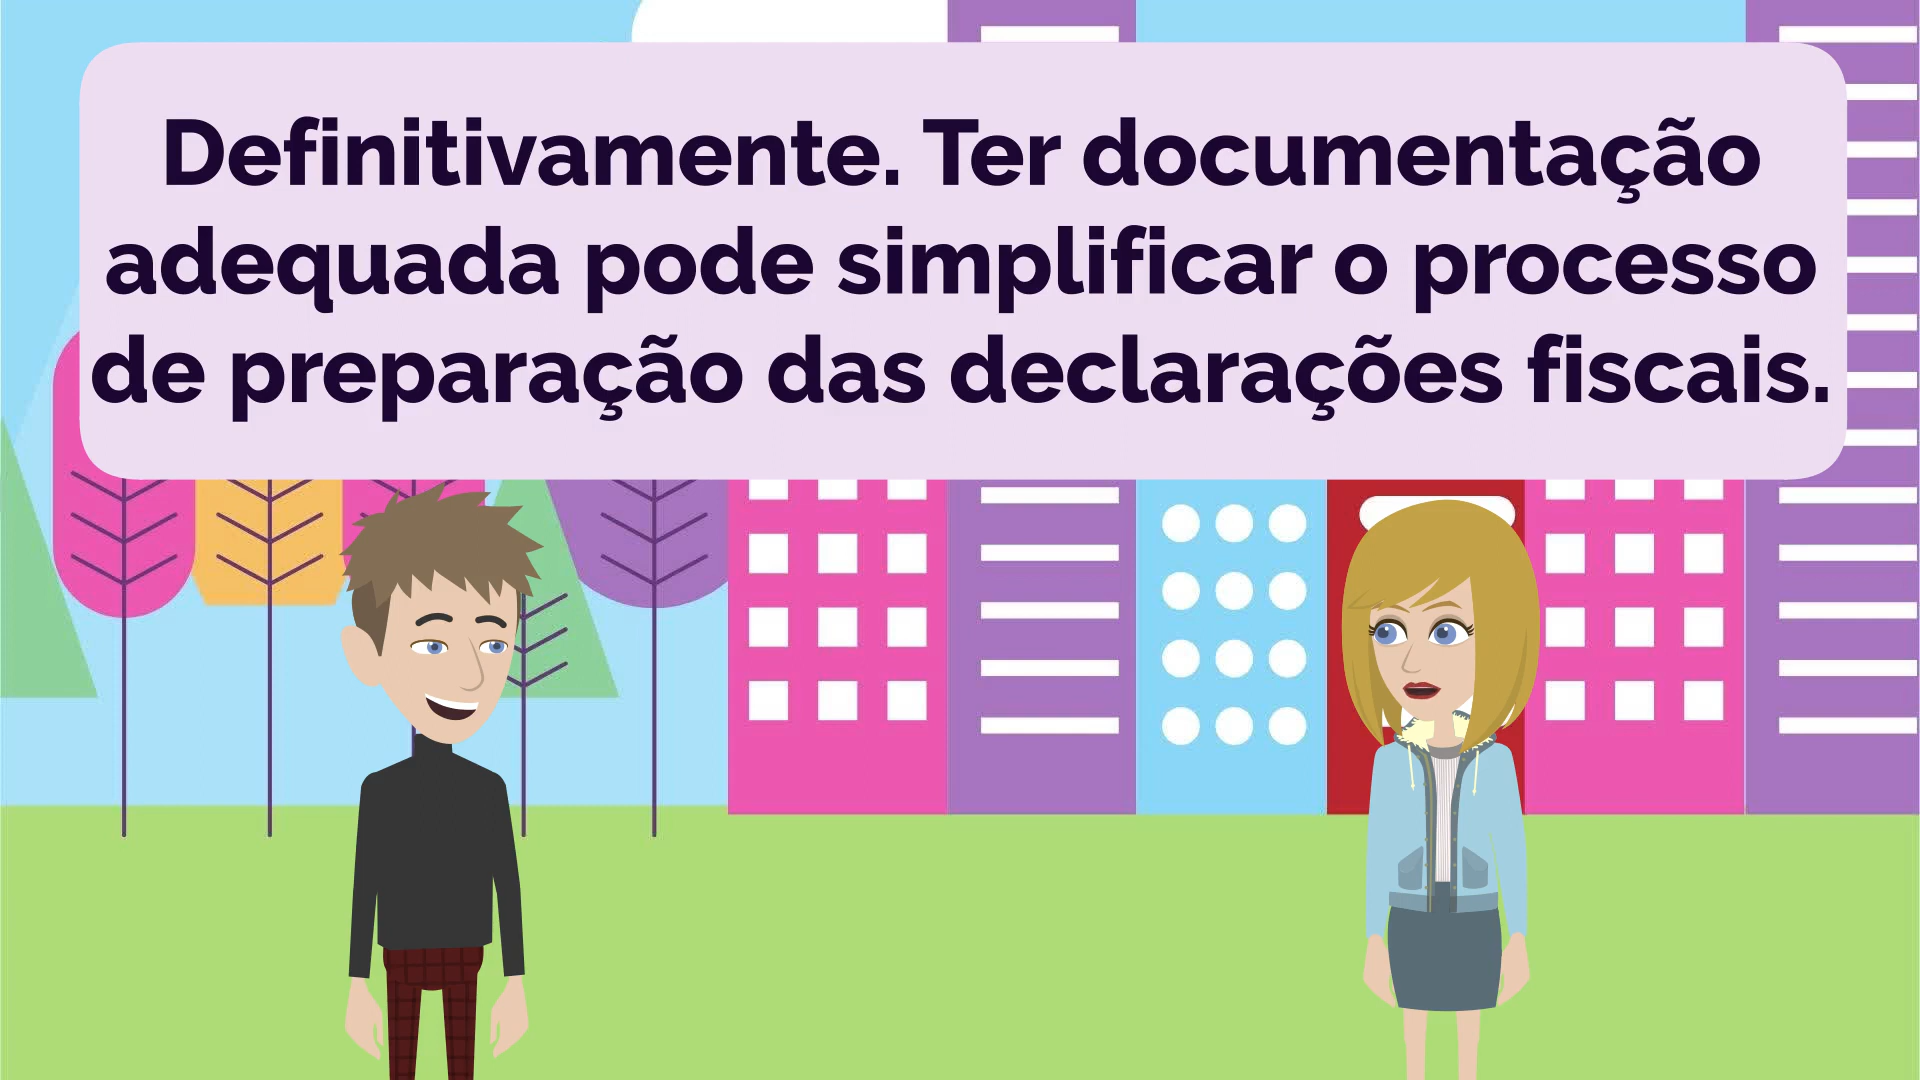 Definitivamente. Ter documentação
adequada pode simplificar o processo
de preparação das declarações fiscais.